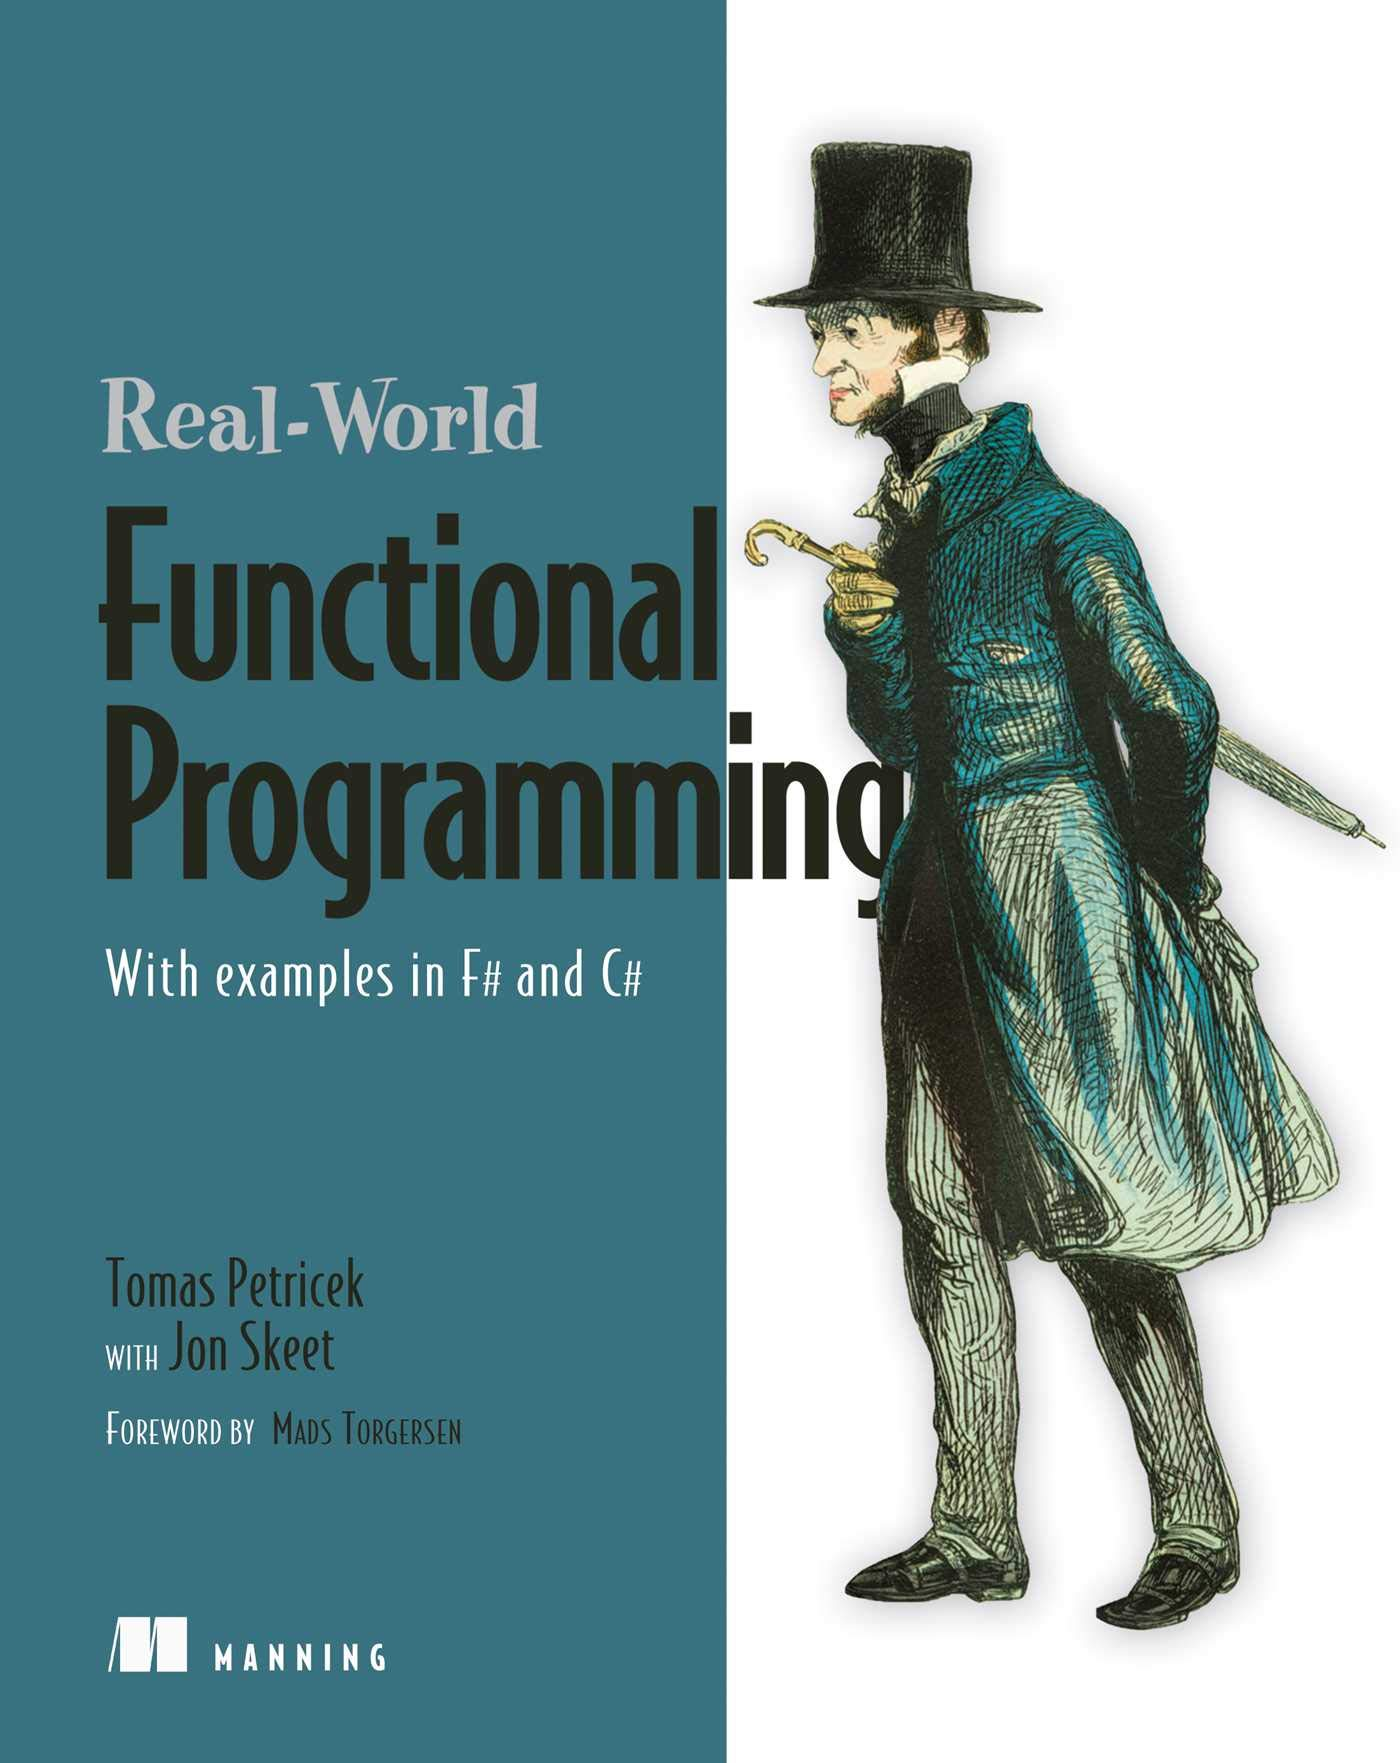 Real-World
Functional
Programming
With examples in F# and C#
Tomas Petricek
WITH Jon Skeet
FOREWORD BY MADS TORGERSEN
MANNING